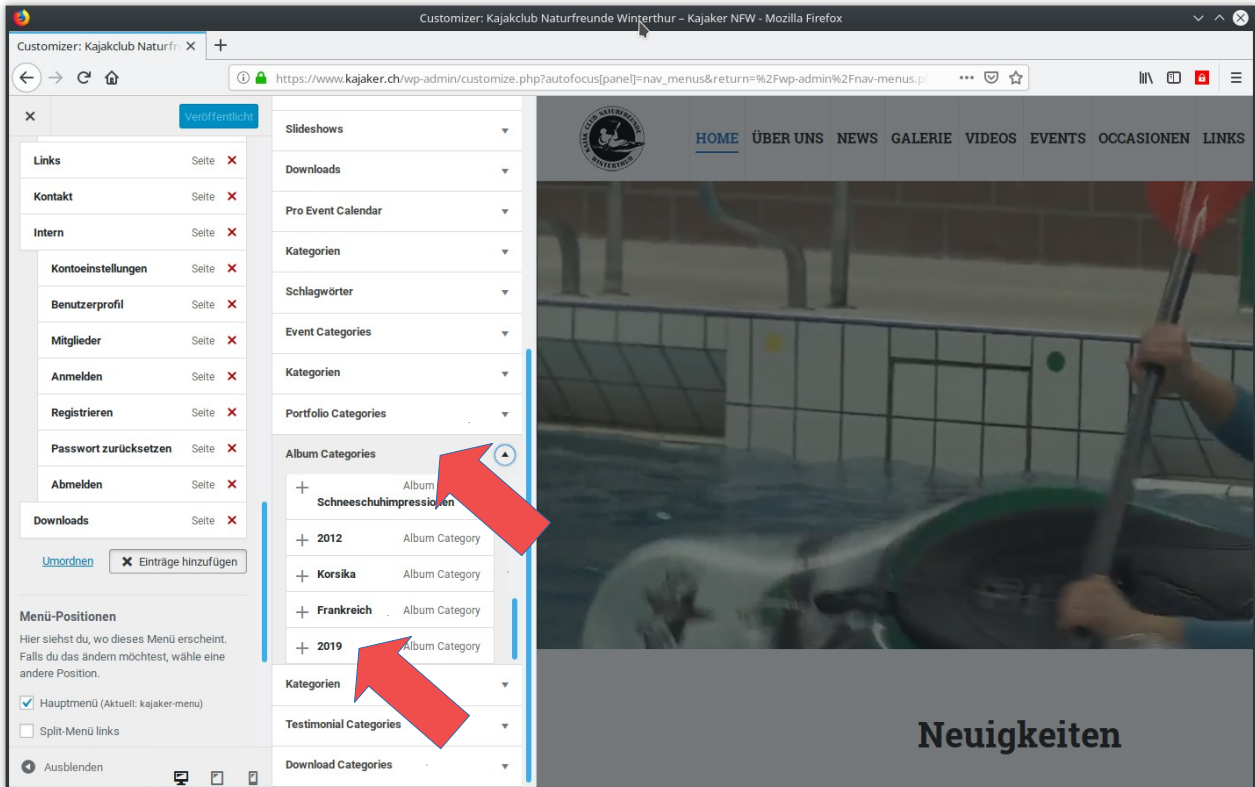 Customizer: Kajakclub Naturfreunde Winterthur – Kajaker NFW - Mozilla Firefox
Customizer: Kajakclub Naturfr
https://www.kajaker.ch/wp-admin/customize.php?autofocus[panel]=nav_menus&return=%2Fwp-admin%2Fnav-menus.p
Veröffentlicht
Links Seite
Kontakt Seite
Intern Seite
Kontoeinstellungen Seite
Benutzerprofil Seite
Mitglieder Seite
Anmelden Seite
Registrieren Seite
Passwort zurücksetzen Seite
Abmelden Seite
Downloads Seite
Umordnen Einträge hinzufügen
Menü-Positionen
Hier siehst du, wo dieses Menü erscheint.
Falls du das ändern möchtest, wähle eine
andere Position.
Hauptmenü (Aktuell: kajaker-menu)
Split-Menü links
Ausblenden
Slideshows
Downloads
Pro Event Calendar
Kategorien
Schlagwörter
Event Categories
Kategorien
Portfolio Categories
Album Categories
Album
Schneeschuhimpressionen
2012 Album Category
Korsika Album Category
Frankreich Album Category
2019 Album Category
Kategorien
Testimonial Categories
Download Categories
KAJAK CLUB NATURFREUNDE
WINTERTHUR
HOME ÜBER UNS NEWS GALERIE VIDEOS EVENTS OCCASIONEN LINKS
Neuigkeiten